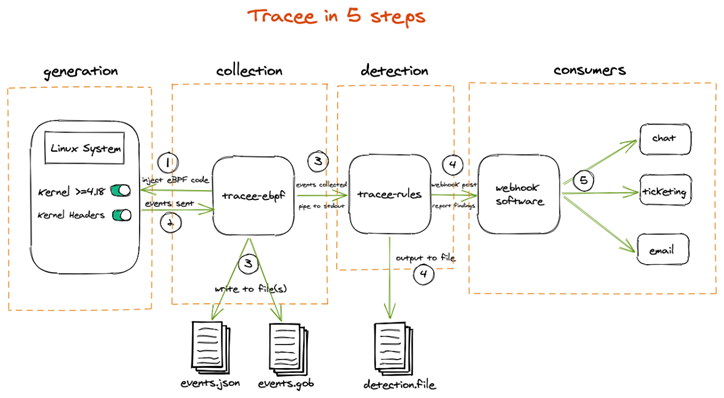 Tracee in 5 steps
generation
collection
detection
consumers
Linux System
Kernel >=4.18
Kernel Headers
1
inject eBPF code
events sent
2
tracee-ebpf
3
events collected
pipe to stdout
3
write to file(s)
events.json
events.gob
tracee-rules
4
webhook post
report findings
output to file
4
detection.file
webhook
software
5
chat
ticketing
email